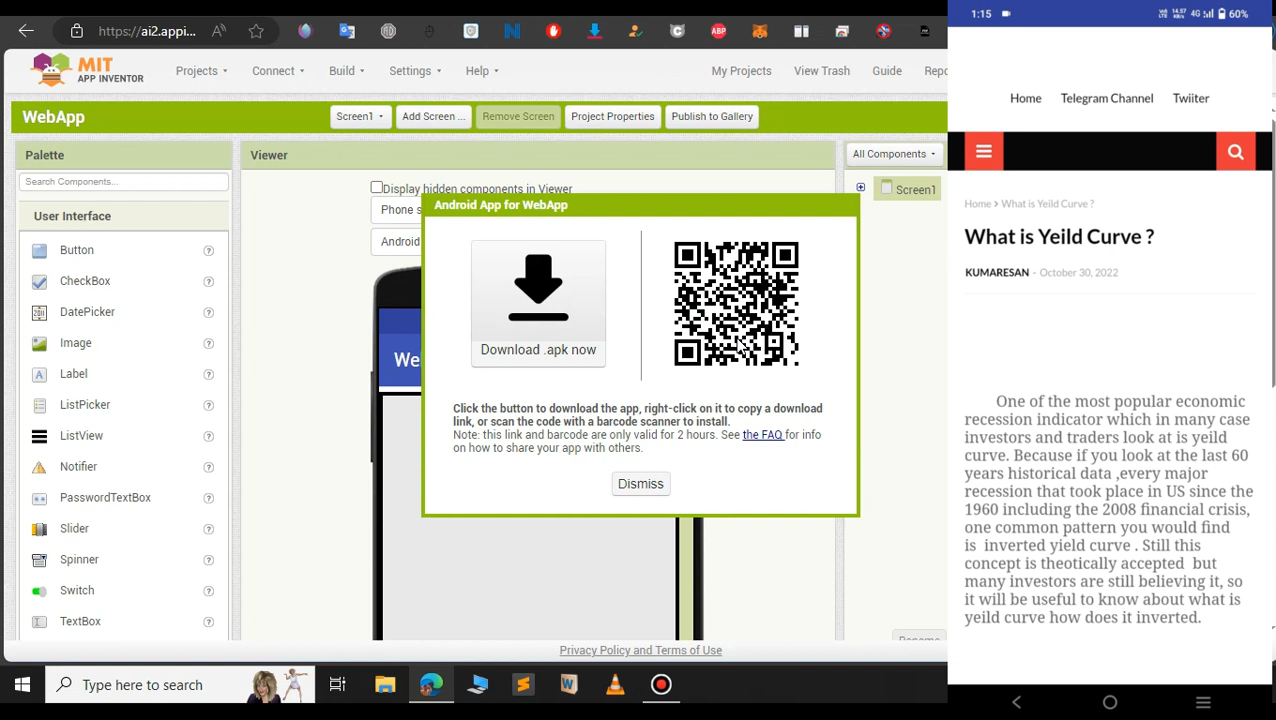 https://ai2.appi...
MIT
APP INVENTOR
Projects
Connect
Build
Settings
Help
My Projects
View Trash
Guide
Repo
WebApp
Screen1
Add Screen ...
Remove Screen
Project Properties
Publish to Gallery
Palette
Viewer
All Components
Search Components...
Display hidden components in Viewer
Screen1
User Interface
Phone s
Android
Button
CheckBox
DatePicker
Image
Label
ListPicker
ListView
Notifier
PasswordTextBox
Slider
Spinner
Switch
TextBox
We
Android App for WebApp
Download .apk now
Click the button to download the app, right-click on it to copy a download
link, or scan the code with a barcode scanner to install.
Note: this link and barcode are only valid for 2 hours. See the FAQ for info
on how to share your app with others.
Dismiss
Rename
Privacy Policy and Terms of Use
Type here to search
1:15
14.57
KB/S
4G
60%
Home Telegram Channel Twiiter
Home > What is Yeild Curve ?
What is Yeild Curve ?
KUMARESAN - October 30, 2022
One of the most popular economic
recession indicator which in many case
investors and traders look at is yeild
curve. Because if you look at the last 60
years historical data ,every major
recession that took place in US since the
1960 including the 2008 financial crisis,
one common pattern you would find
is inverted yield curve . Still this
concept is theotically accepted but
many investors are still believing it, so
it will be useful to know about what is
yeild curve how does it inverted.